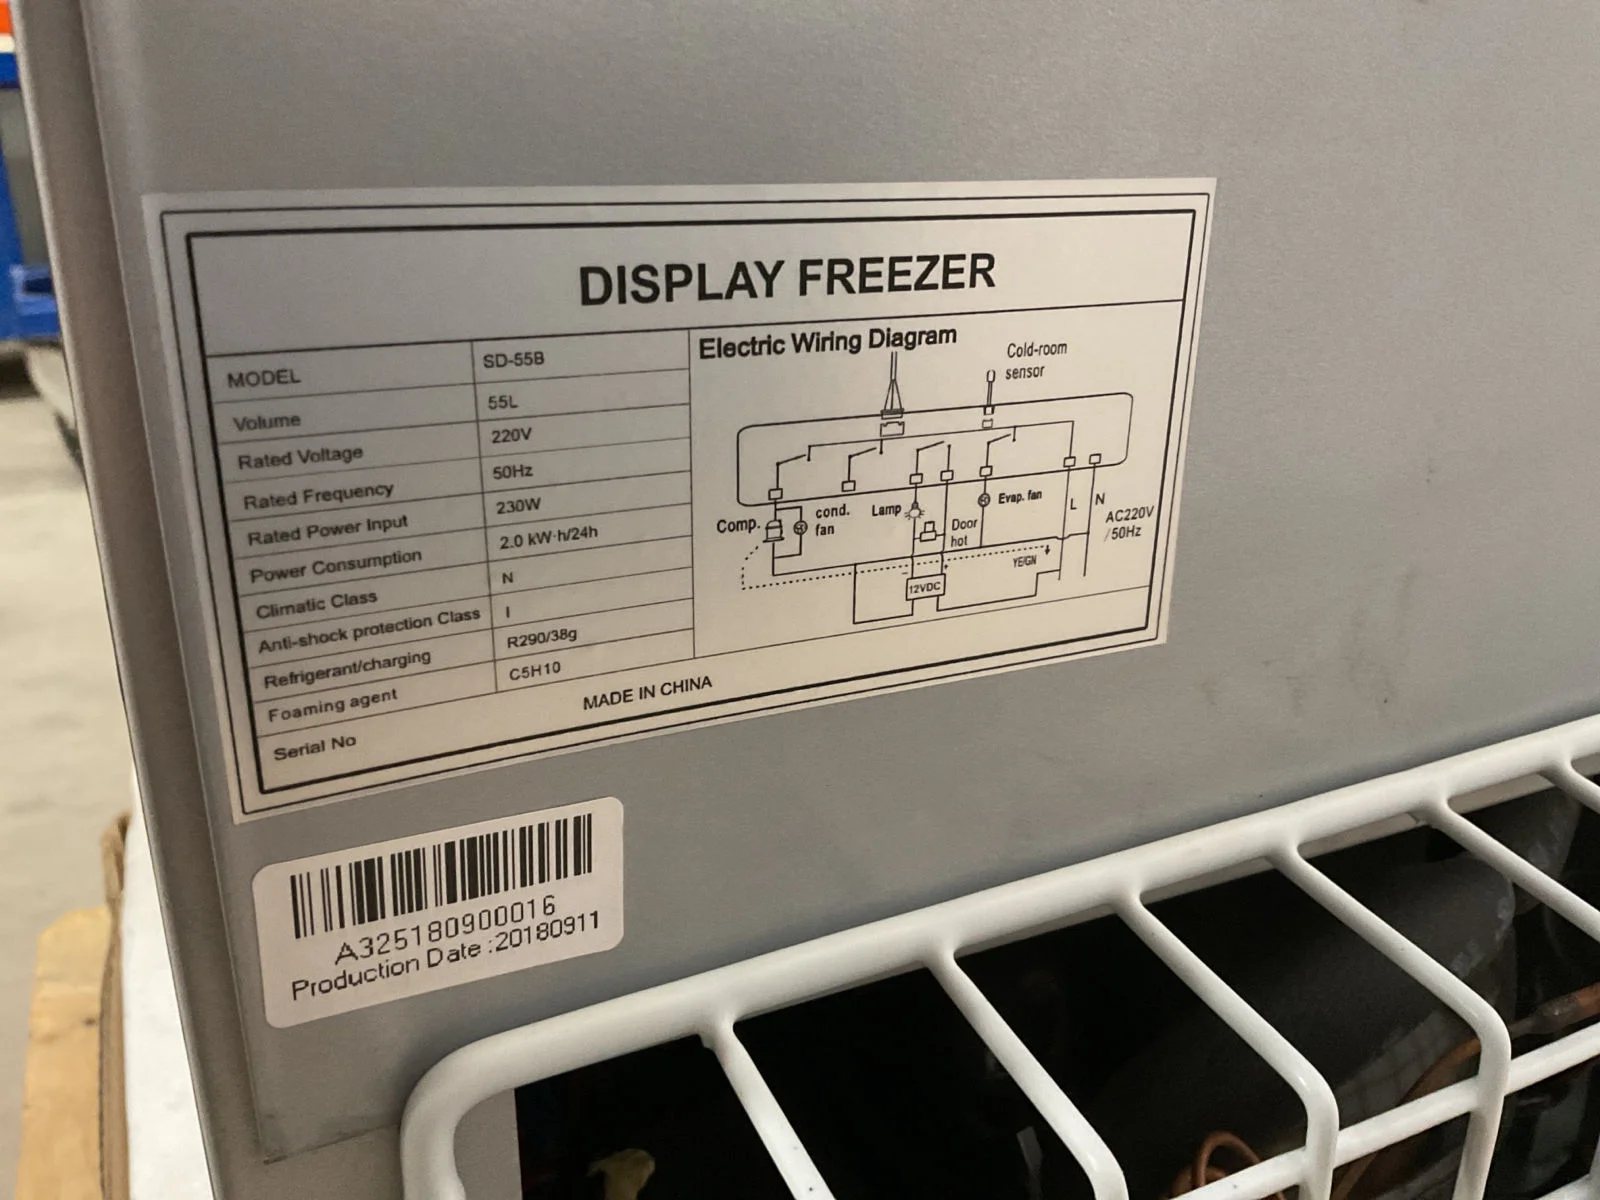 DISPLAY FREEZER
MODEL SD-55B
Volume 55L
Rated Voltage 220V
Rated Frequency 50Hz
Rated Power Input 230W
Power Consumption 2.0 kW·h/24h
Climatic Class N
Anti-shock protection Class I
Refrigerant/charging R290/38g
Foaming agent C5H10
Serial No
MADE IN CHINA
Electric Wiring Diagram
Cold-room
sensor
Comp.
cond.
fan
Lamp
Door
hot
Evap. fan
L
N
AC220V
/50Hz
YE/GN
12VDC
- +
A325180900016
Production Date :20180911